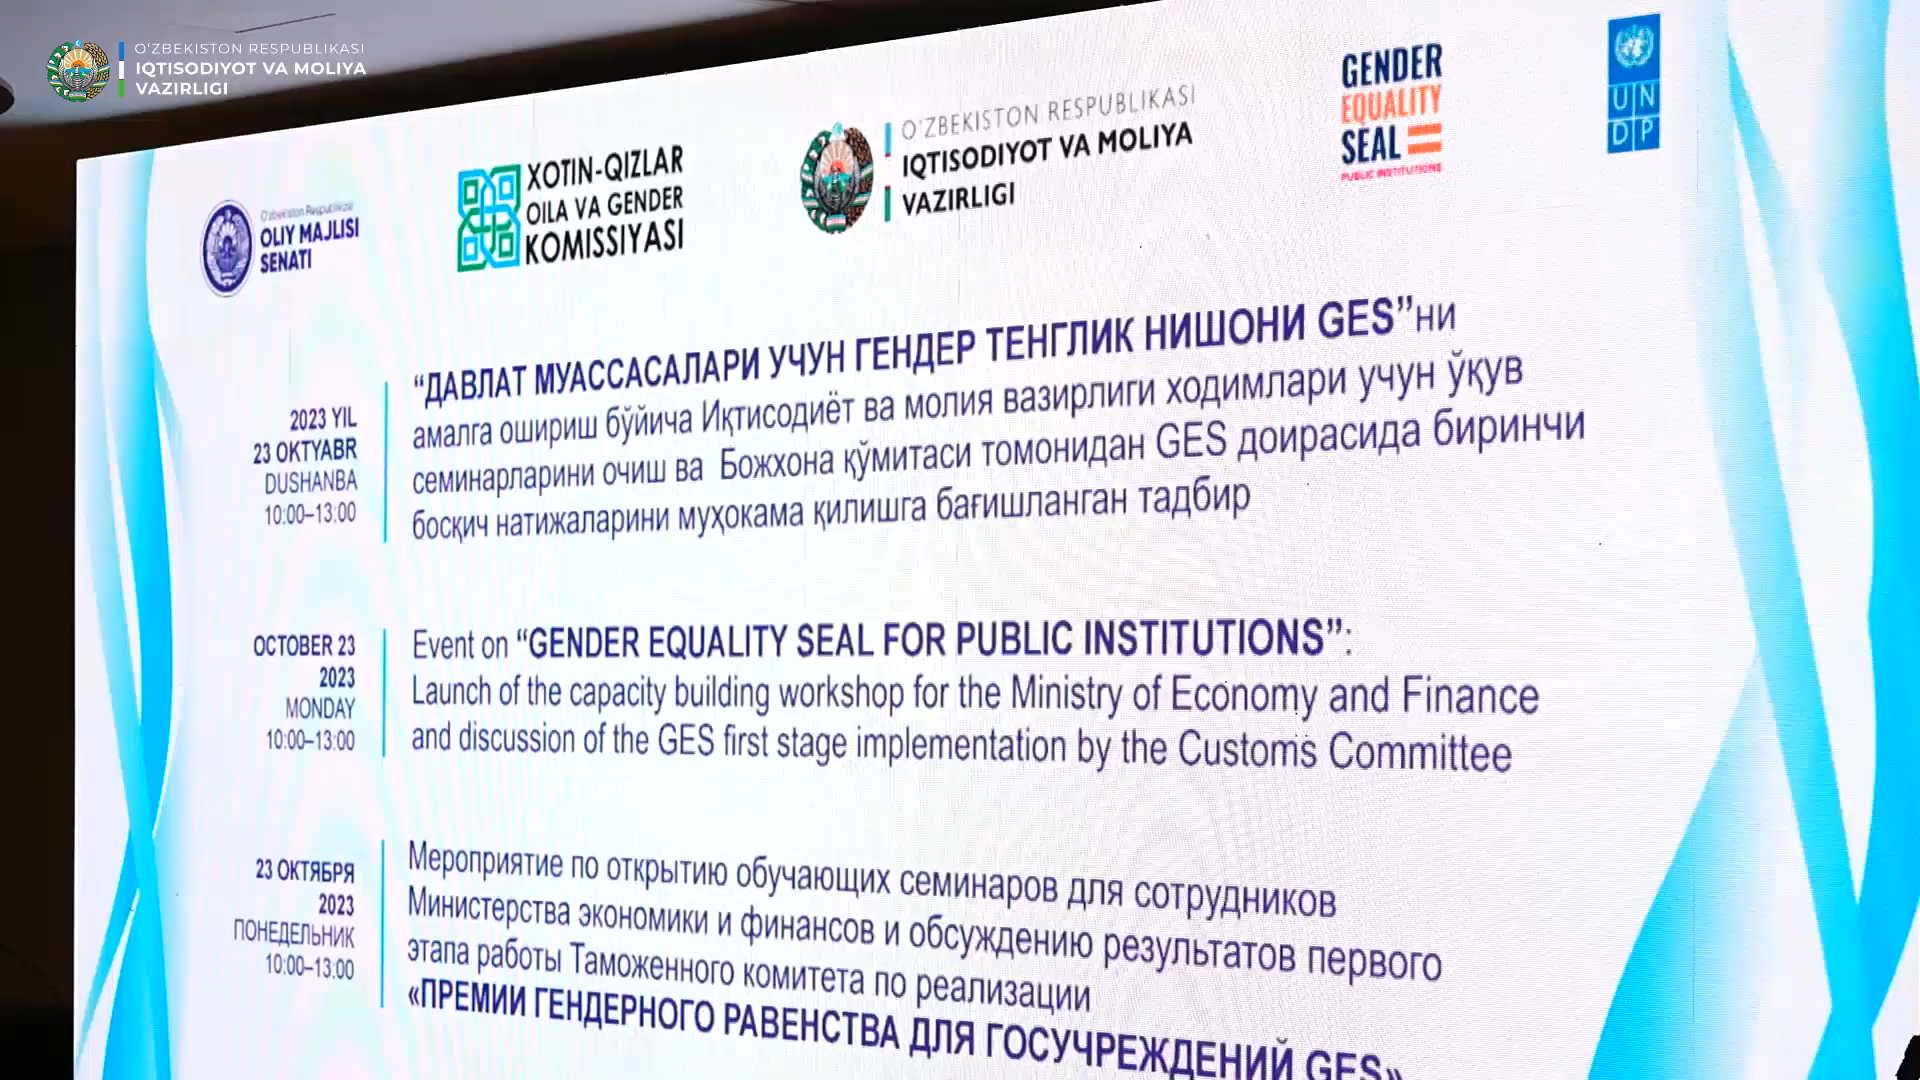 O‘ZBEKISTON RESPUBLIKASI
IQTISODIYOT VA MOLIYA
VAZIRLIGI
O‘zbekiston Respublikasi
OLIY MAJLISI
SENATI
XOTIN-QIZLAR
OILA VA GENDER
KOMISSIYASI
O‘ZBEKISTON RESPUBLIKASI
IQTISODIYOT VA MOLIYA
VAZIRLIGI
GENDER
EQUALITY
SEAL
PUBLIC INSTITUTIONS
UN
DP
2023 YIL
23 OKTYABR
DUSHANBA
10:00–13:00
“ДАВЛАТ МУАССАСАЛАРИ УЧУН ГЕНДЕР ТЕНГЛИК НИШОНИ GES”ни
амалга ошириш бўйича Иқтисодиёт ва молия вазирлиги ходимлари учун ўқув
семинарларини очиш ва Божхона қўмитаси томонидан GES доирасида биринчи
босқич натижаларини муҳокама қилишга бағишланган тадбир
OCTOBER 23
2023
MONDAY
10:00–13:00
Event on “GENDER EQUALITY SEAL FOR PUBLIC INSTITUTIONS”:
Launch of the capacity building workshop for the Ministry of Economy and Finance
and discussion of the GES first stage implementation by the Customs Committee
23 ОКТЯБРЯ
2023
ПОНЕДЕЛЬНИК
10:00–13:00
Мероприятие по открытию обучающих семинаров для сотрудников
Министерства экономики и финансов и обсуждению результатов первого
этапа работы Таможенного комитета по реализации
«ПРЕМИИ ГЕНДЕРНОГО РАВЕНСТВА ДЛЯ ГОСУЧРЕЖДЕНИЙ GES»